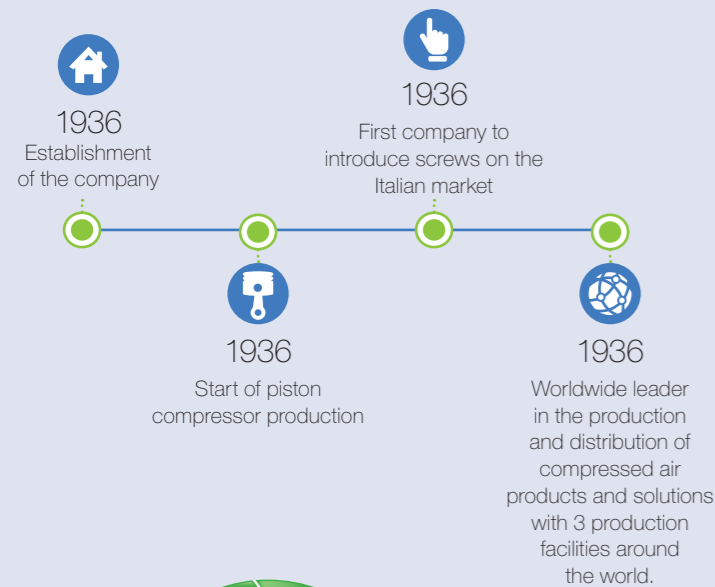 1936
Establishment
of the company
1936
Start of piston
compressor production
1936
First company to
introduce screws on the
Italian market
1936
Worldwide leader
in the production
and distribution of
compressed air
products and solutions
with 3 production
facilities around
the world.